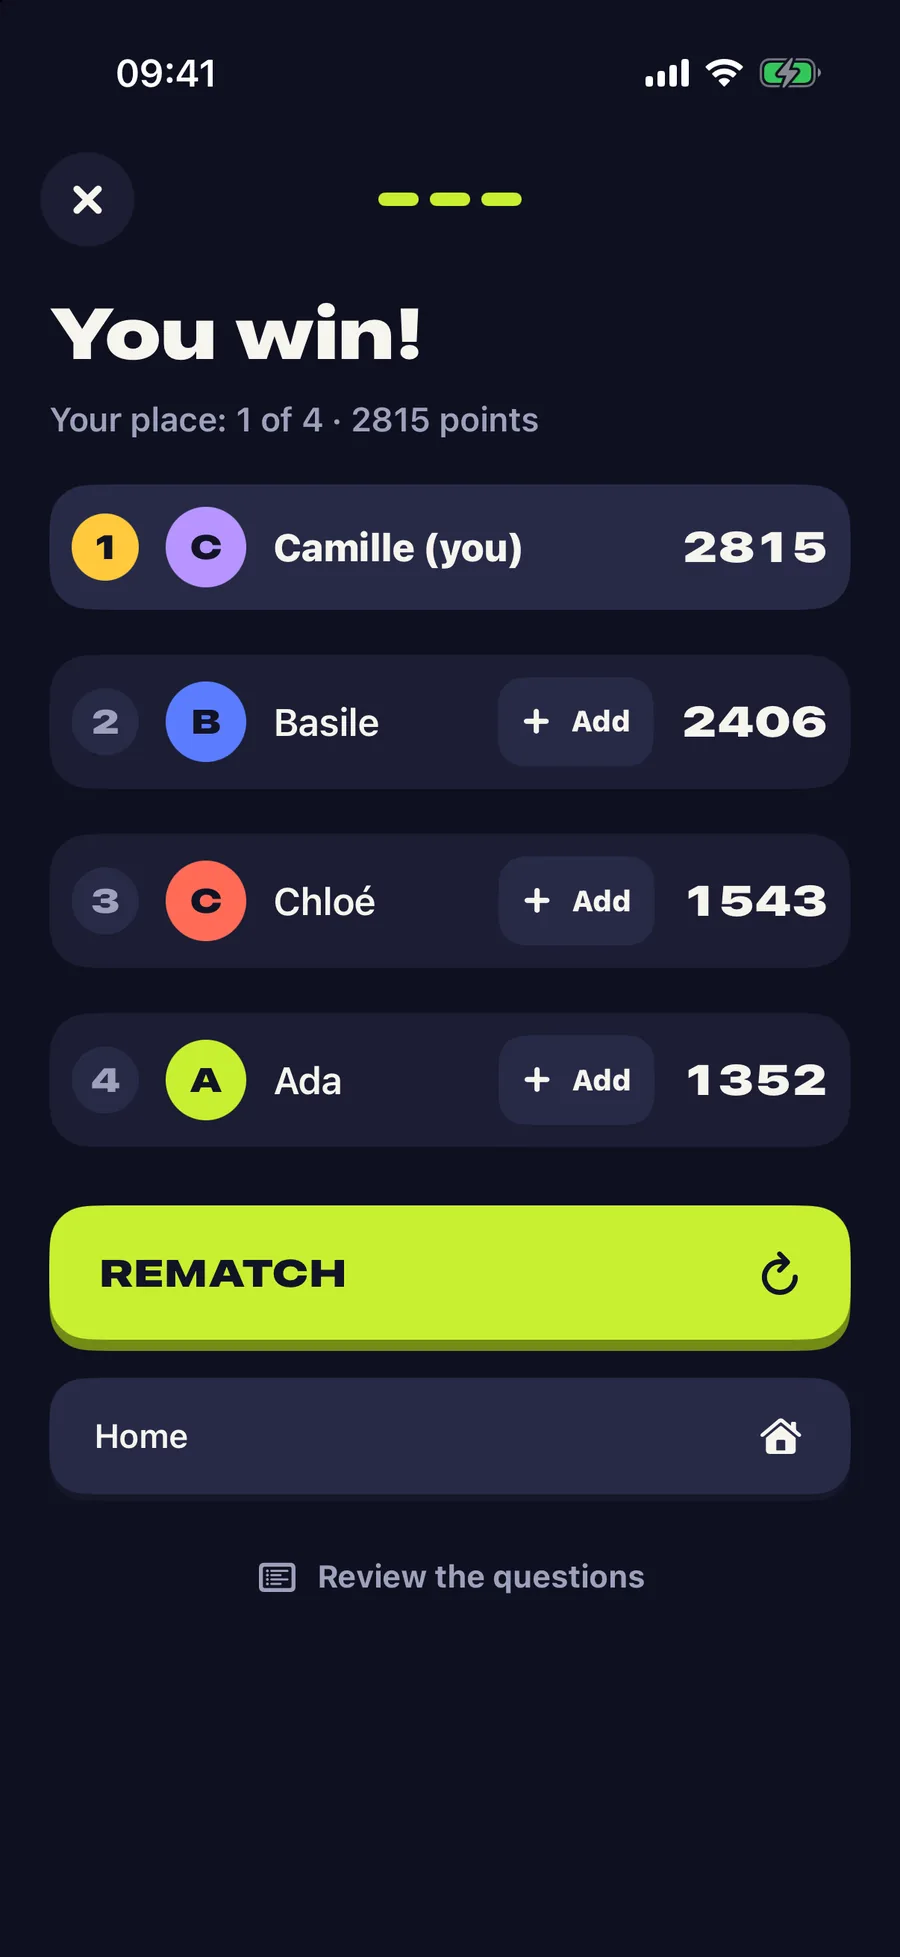 09:41
You win!
Your place: 1 of 4 · 2815 points
1 C Camille (you) 2815
2 B Basile + Add 2406
3 C Chloé + Add 1543
4 A Ada + Add 1352
REMATCH
Home
Review the questions